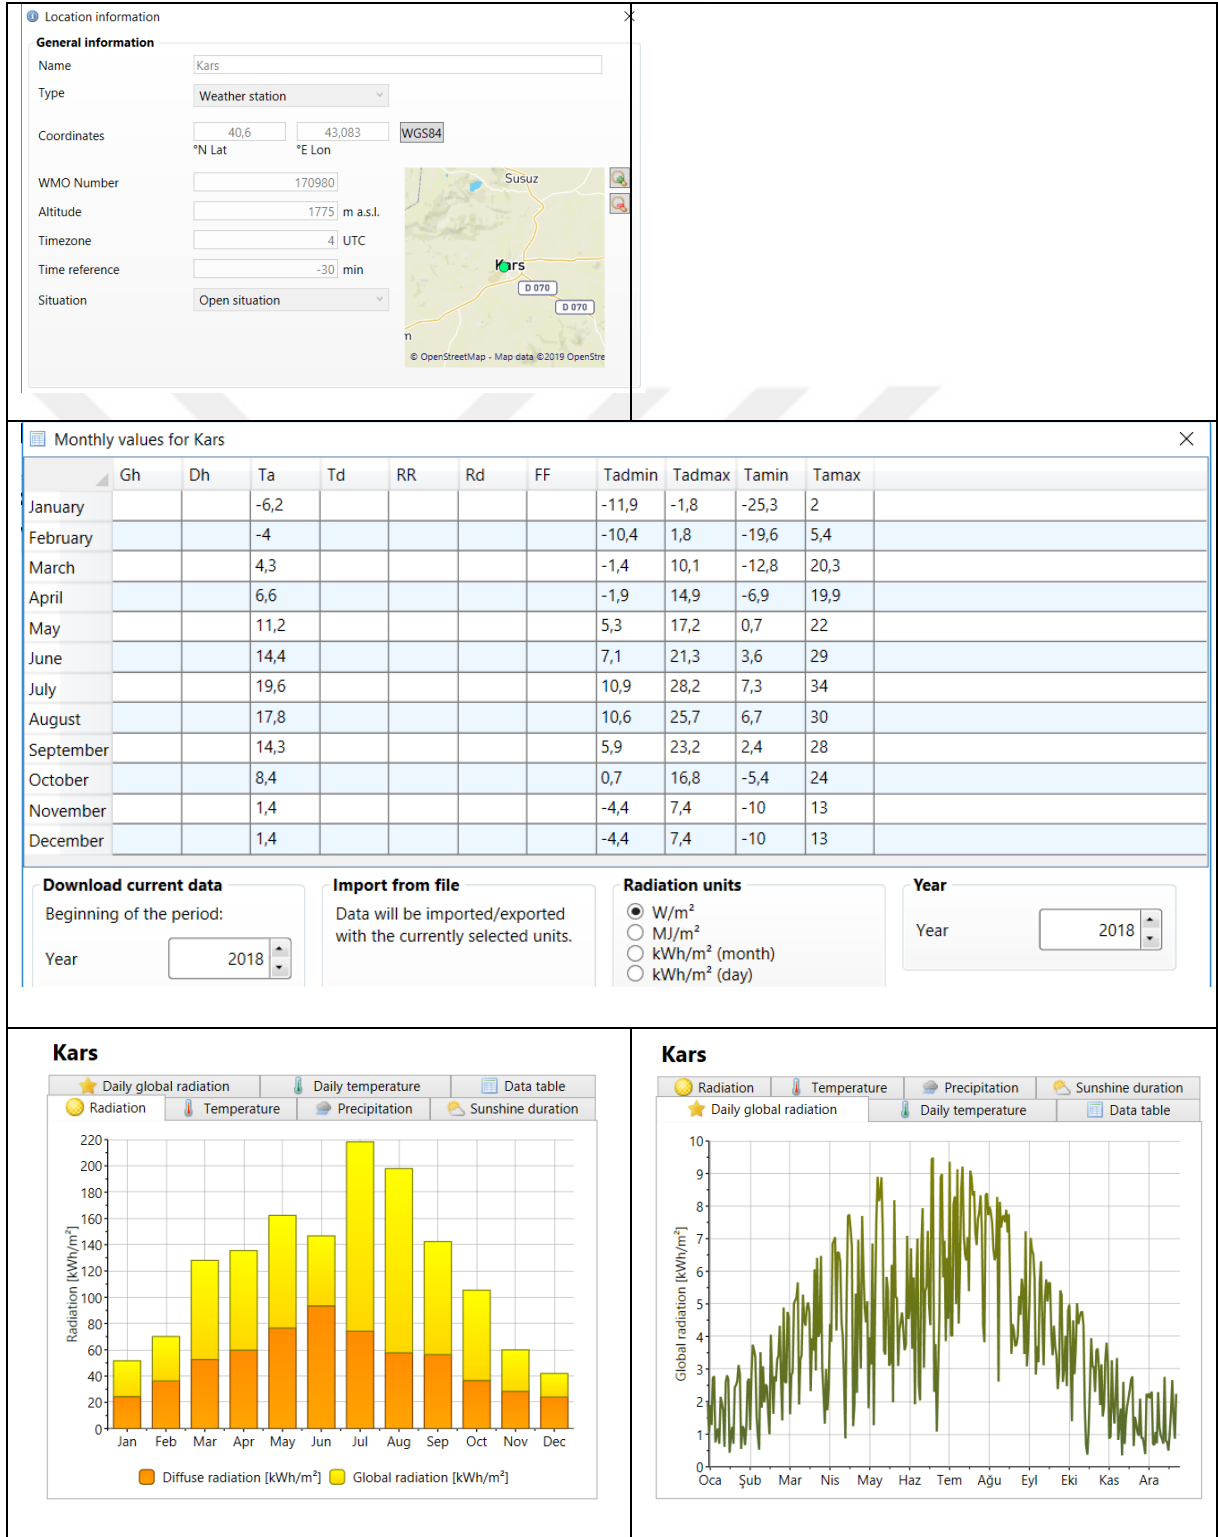 Location information
General information
Name Kars
Type Weather station
Coordinates 40,6 43,083 WGS84
°N Lat °E Lon
WMO Number 170980
Altitude 1775 m a.s.l.
Timezone 4 UTC
Time reference -30 min
Situation Open situation
Susuz
Kars
D 070
D 070
m
© OpenStreetMap - Map data ©2019 OpenStre
Monthly values for Kars
Gh Dh Ta Td RR Rd FF Tadmin Tadmax Tamin Tamax
January -6,2 -11,9 -1,8 -25,3 2
February -4 -10,4 1,8 -19,6 5,4
March 4,3 -1,4 10,1 -12,8 20,3
April 6,6 -1,9 14,9 -6,9 19,9
May 11,2 5,3 17,2 0,7 22
June 14,4 7,1 21,3 3,6 29
July 19,6 10,9 28,2 7,3 34
August 17,8 10,6 25,7 6,7 30
September 14,3 5,9 23,2 2,4 28
October 8,4 0,7 16,8 -5,4 24
November 1,4 -4,4 7,4 -10 13
December 1,4 -4,4 7,4 -10 13
Download current data
Beginning of the period:
Year 2018
Import from file
Data will be imported/exported
with the currently selected units.
Radiation units
W/m²
MJ/m²
kWh/m² (month)
kWh/m² (day)
Year
Year 2018
Kars
Daily global radiation Daily temperature Data table
Radiation Temperature Precipitation Sunshine duration
220
200
180
160
140
120
100
80
60
40
20
0
Radiation [kWh/m²]
Jan Feb Mar Apr May Jun Jul Aug Sep Oct Nov Dec
Diffuse radiation [kWh/m²] Global radiation [kWh/m²]
Kars
Radiation Temperature Precipitation Sunshine duration
Daily global radiation Daily temperature Data table
10
9
8
7
6
5
4
3
2
1
0
Global radiation [kWh/m²]
Oca Şub Mar Nis May Haz Tem Ağu Eyl Eki Kas Ara